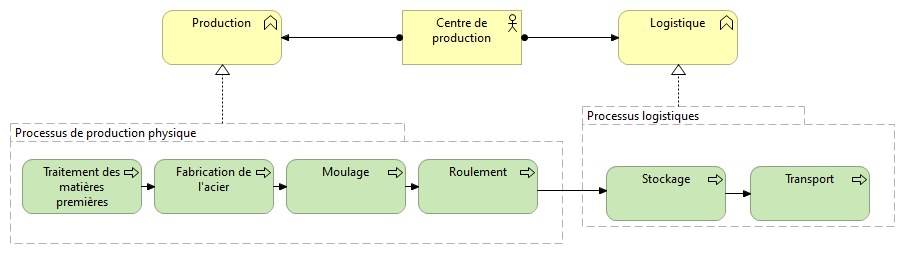 Production
Centre de
production
Logistique
Processus de production physique
Processus logistiques
Traitement des
matières
premières
Fabrication de
l'acier
Moulage
Roulement
Stockage
Transport